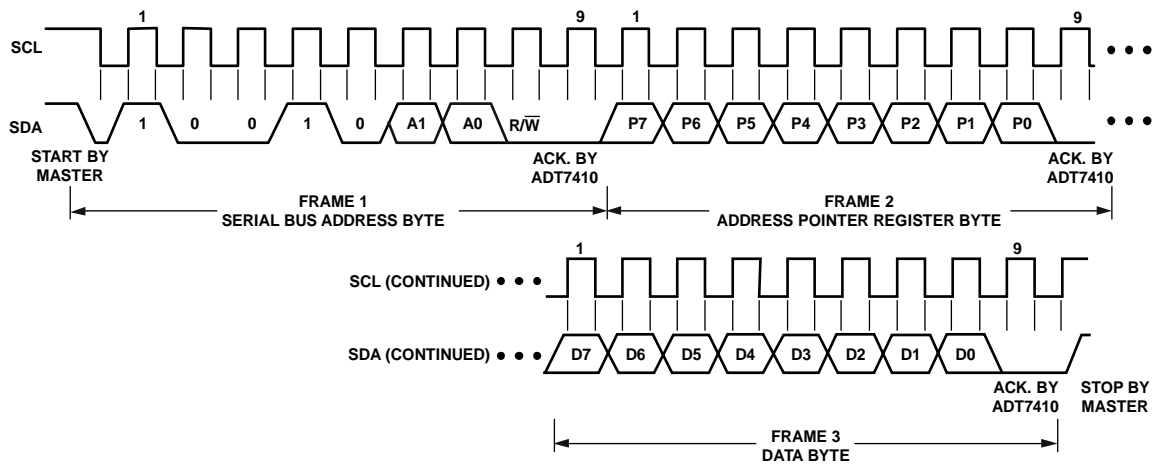 1 9 1 9
SCL
SDA 1 0 0 1 0 A1 A0 R/W̅ P7 P6 P5 P4 P3 P2 P1 P0
START BY
MASTER
ACK. BY
ADT7410
ACK. BY
ADT7410
FRAME 1
SERIAL BUS ADDRESS BYTE
FRAME 2
ADDRESS POINTER REGISTER BYTE
1 9
SCL (CONTINUED)
SDA (CONTINUED) D7 D6 D5 D4 D3 D2 D1 D0
ACK. BY
ADT7410
STOP BY
MASTER
FRAME 3
DATA BYTE